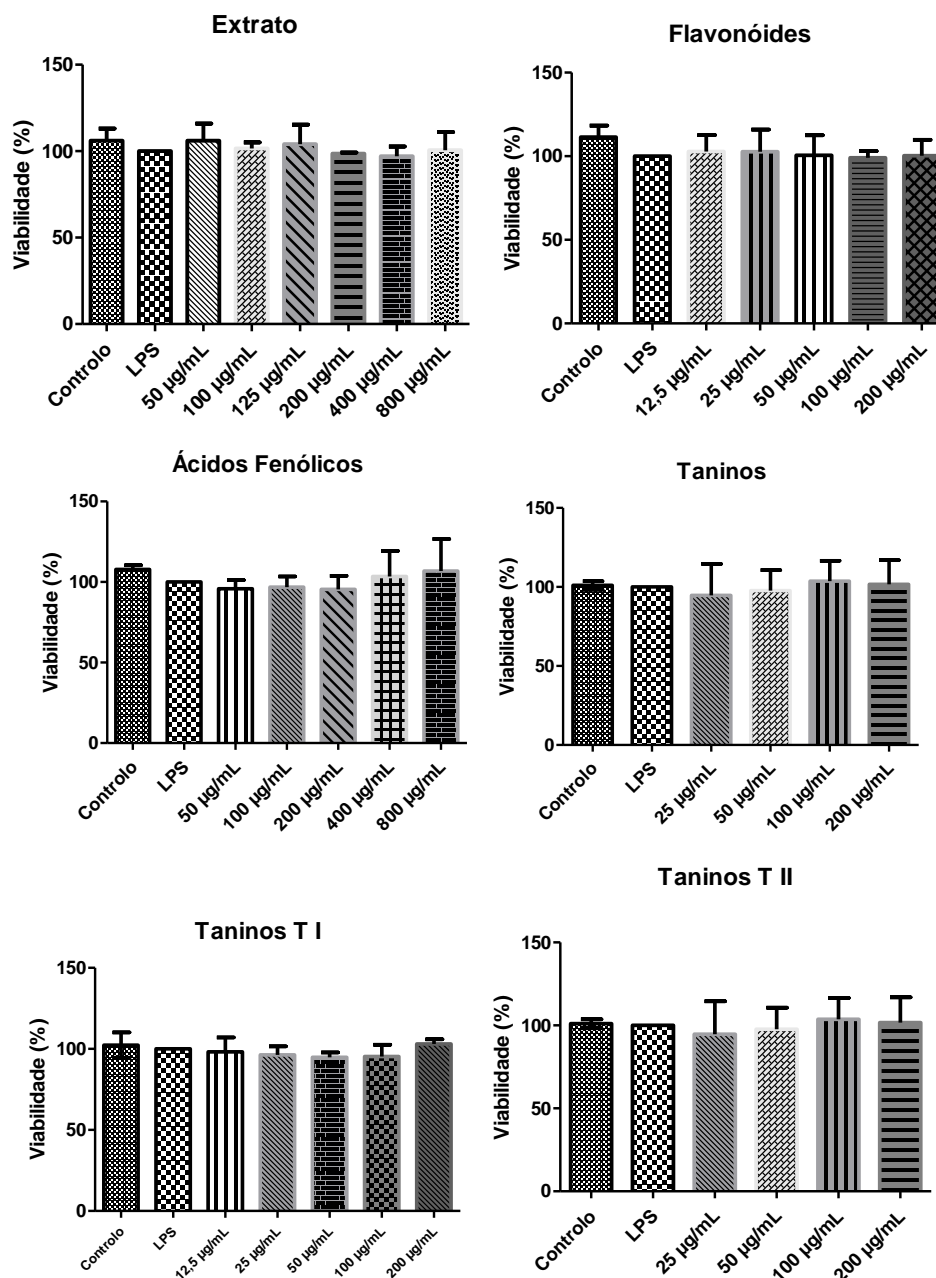 Extrato
Viabilidade (%)
150
100
50
0
Controlo
LPS
50 µg/mL
100 µg/mL
125 µg/mL
200 µg/mL
400 µg/mL
800 µg/mL
Flavonóides
Viabilidade (%)
150
100
50
0
Controlo
LPS
12,5 µg/mL
25 µg/mL
50 µg/mL
100 µg/mL
200 µg/mL
Ácidos Fenólicos
Viabilidade (%)
150
100
50
0
Controlo
LPS
50 µg/mL
100 µg/mL
200 µg/mL
400 µg/mL
800 µg/mL
Taninos
Viabilidade (%)
150
100
50
0
Controlo
LPS
25 µg/mL
50 µg/mL
100 µg/mL
200 µg/mL
Taninos T I
Viabilidade (%)
150
100
50
0
Controlo
LPS
12,5 µg/mL
25 µg/mL
50 µg/mL
100 µg/mL
200 µg/mL
Taninos T II
Viabilidade (%)
150
100
50
0
Controlo
LPS
25 µg/mL
50 µg/mL
100 µg/mL
200 µg/mL